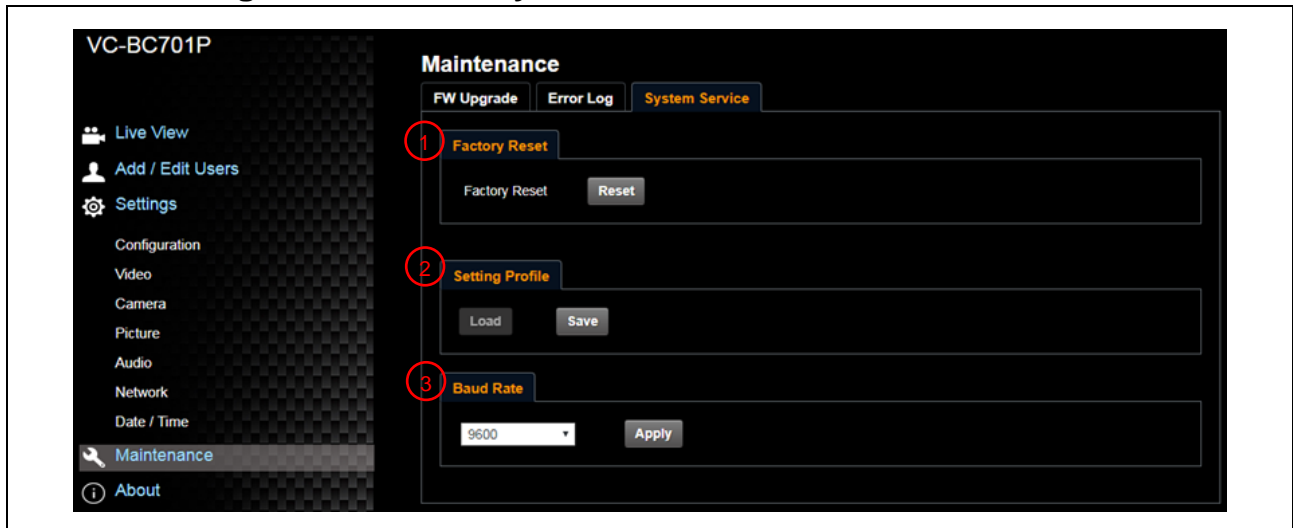 VC-BC701P
Live View
Add / Edit Users
Settings
Configuration
Video
Camera
Picture
Audio
Network
Date / Time
Maintenance
About
Maintenance
FW Upgrade Error Log System Service
1 Factory Reset
Factory Reset Reset
2 Setting Profile
Load Save
3 Baud Rate
9600 Apply